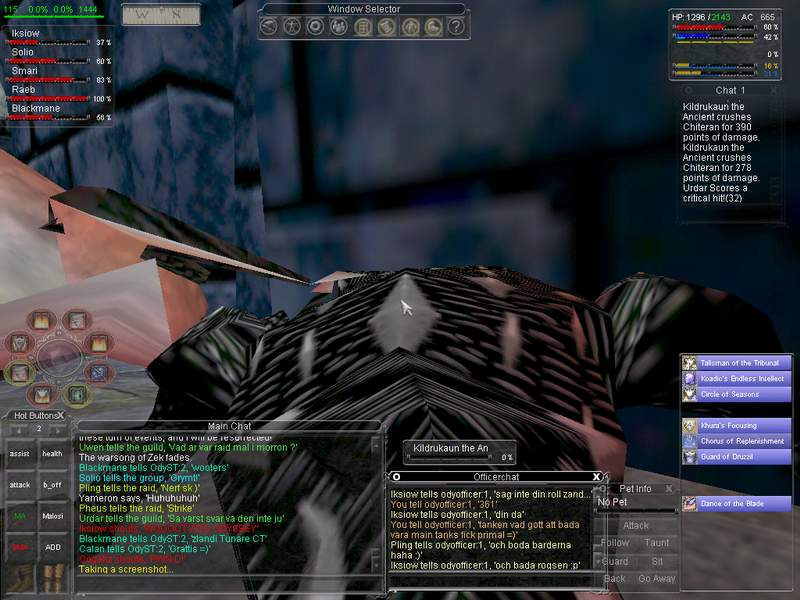 115 0.0% 0.0% 1444
W N
Window Selector
HP: 1296 / 2143 AC 665
60 %
42 %
0 %
16 %
Iksiow
37 %
Solio
60 %
Smari
83 %
Raeb
100 %
Blackmane
66 %
Chat 1
Kildrukaun the
Ancient crushes
Chiteran for 390
points of damage.
Kildrukaun the
Ancient crushes
Chiteran for 278
points of damage.
Urdar Scores a
critical hit!(32)
Talisman of the Tribunal
Koadic's Endless Intellect
Circle of Seasons
Khura's Focusing
Chorus of Replenishment
Guard of Druzzil
Dance of the Blade
Hot Buttons X
2
assist health
attack b_off
Malosi
ADD
Main Chat
these turn of events, and I will be resurrected!'
Uwen tells the guild, 'Vad ar var raid mal i morron ?'
The warsong of Zek fades.
Blackmane tells OdyST:2, 'wooters'
Solio tells the group, 'Grymt!'
Pling tells the raid, 'Nerf sk )'
Yameron says, 'Huhuhuhuh'
Pheus tells the raid, 'Strike'
Urdar tells the guild, 'Sa varst svar va den inte ju'
Blackmane tells OdyST:2, 'zlandi Tunare CT'
Calan tells OdyST:2, 'Grattis =)'
Taking a screenshot...
Kildrukaun the An
0 %
Officerchat X
Iksiow tells odyofficer:1, 'sag inte din roll zand...
You tell odyofficer:1, '361'
Iksiow tells odyofficer:1, 'din da'
You tell odyofficer:1, 'fanken vad gott att bada
vara main tanks fick primal =)'
Pling tells odyofficer:1, 'och boda barderna
haha :)'
Iksiow tells odyofficer:1, 'och bada rogsen :p'
Pet Info X
No Pet
Attack
Follow Taunt
Guard Sit
Back Go Away